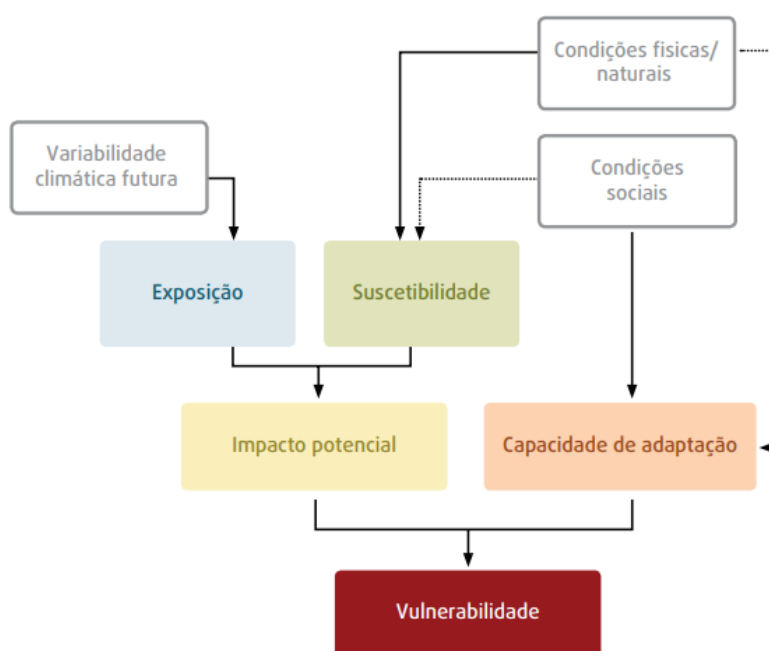 Condições fisicas/
naturais
Variabilidade
climática futura
Condições
sociais
Exposição
Suscetibilidade
Impacto potencial
Capacidade de adaptação
Vulnerabilidade